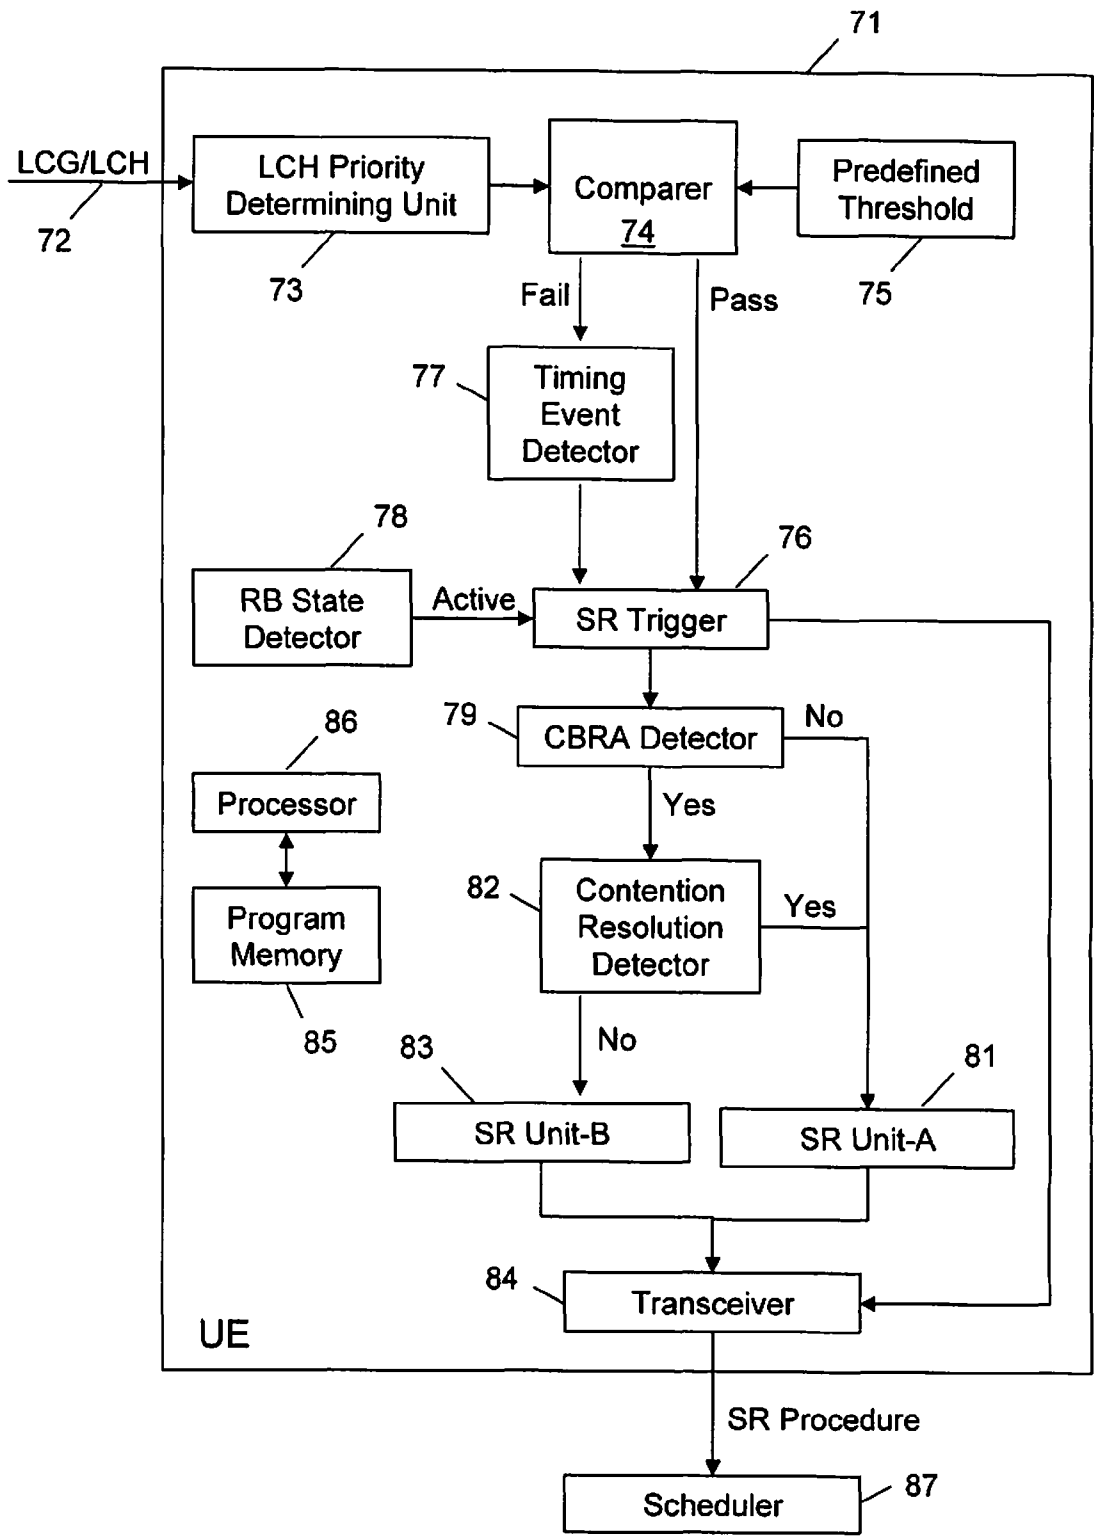 71
LCG/LCH
72
LCH Priority
Determining Unit
73
Comparer
74
Predefined
Threshold
75
Fail
Pass
77
Timing
Event
Detector
78
76
RB State
Detector
Active
SR Trigger
79
CBRA Detector
No
86
Processor
Yes
82
Contention
Resolution
Detector
Yes
Program
Memory
85
No
83
81
SR Unit-B
SR Unit-A
84
Transceiver
UE
SR Procedure
Scheduler
87